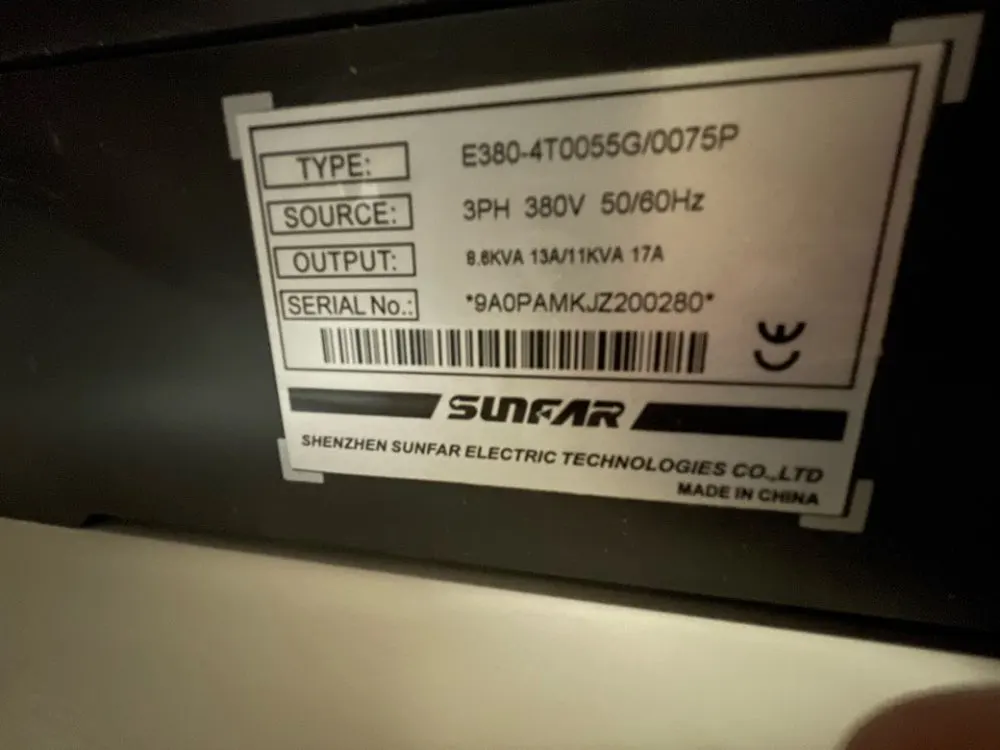 TYPE: E380-4T0055G/0075P
SOURCE: 3PH 380V 50/60Hz
OUTPUT: 8.6KVA 13A/11KVA 17A
SERIAL No.: *9A0PAMKJZ200280*
CE
SUNFAR
SHENZHEN SUNFAR ELECTRIC TECHNOLOGIES CO.,LTD
MADE IN CHINA